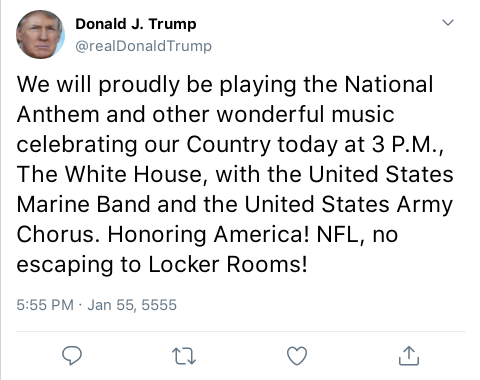 Donald J. Trump
@realDonaldTrump
We will proudly be playing the National
Anthem and other wonderful music
celebrating our Country today at 3 P.M.,
The White House, with the United States
Marine Band and the United States Army
Chorus. Honoring America! NFL, no
escaping to Locker Rooms!
5:55 PM · Jan 55, 5555